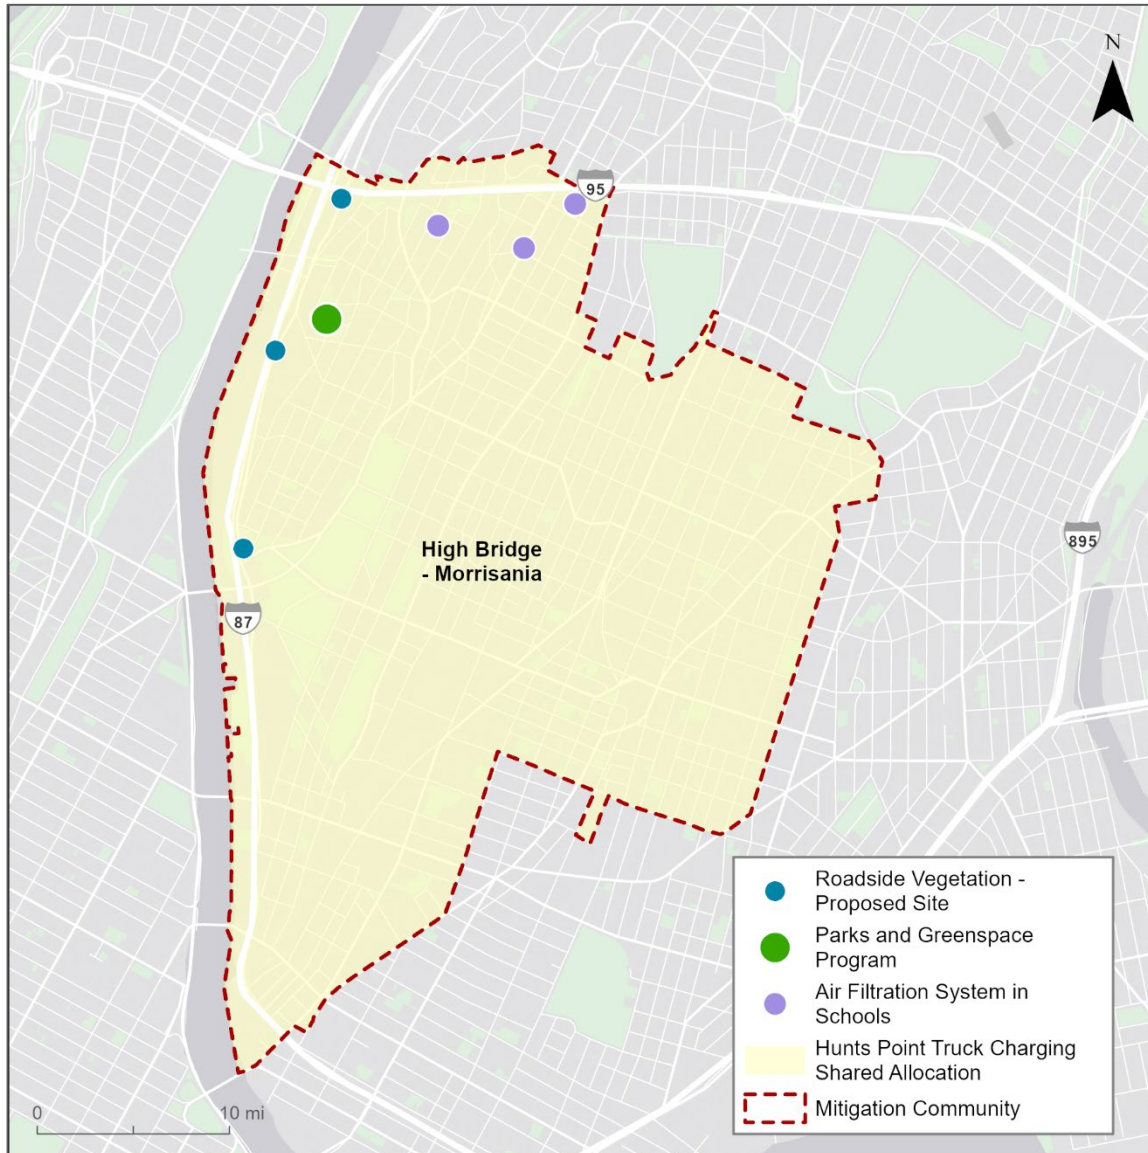 N
95
High Bridge
- Morrisania
895
87
Roadside Vegetation -
Proposed Site
Parks and Greenspace
Program
Air Filtration System in
Schools
Hunts Point Truck Charging
Shared Allocation
Mitigation Community
0 10 mi